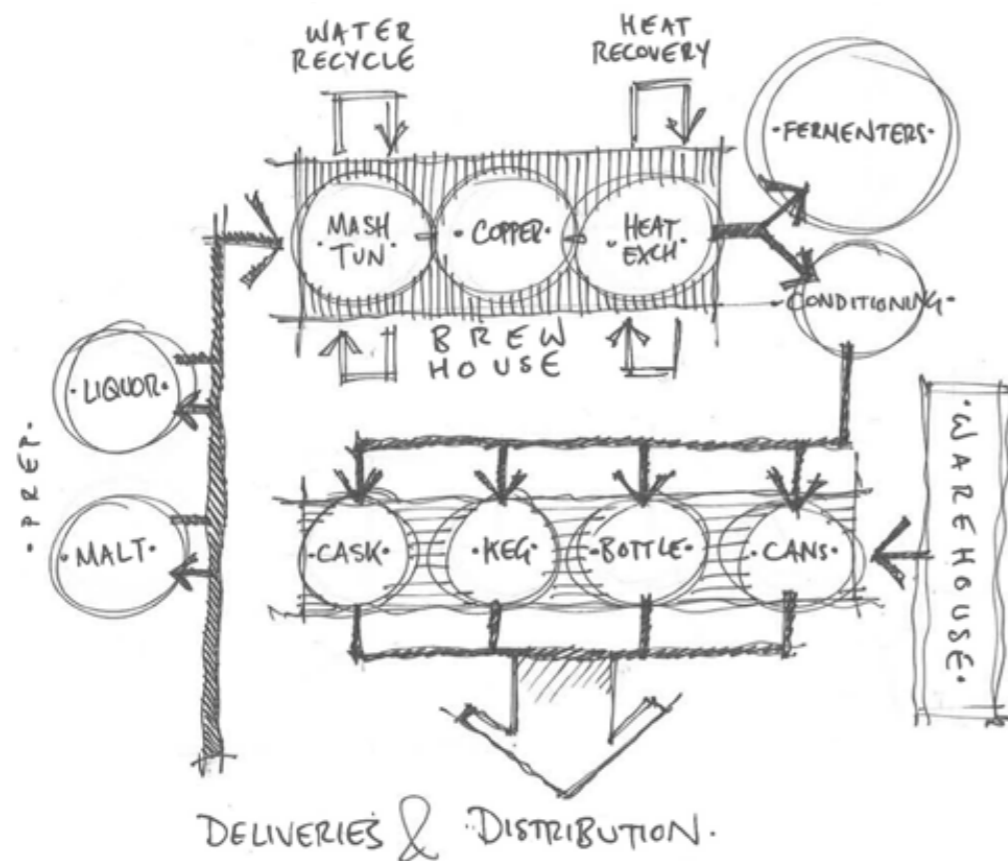 WATER
RECYCLE
HEAT
RECOVERY
·FERMENTERS·
·MASH
TUN·
·COPPER·
·HEAT
EXCH·
·CONDITIONING·
BREW
HOUSE
·LIQUOR·
·PREP·
·MALT·
·CASK·
·KEG·
·BOTTLE·
·CANS·
·WAREHOUSE·
DELIVERIES & DISTRIBUTION.